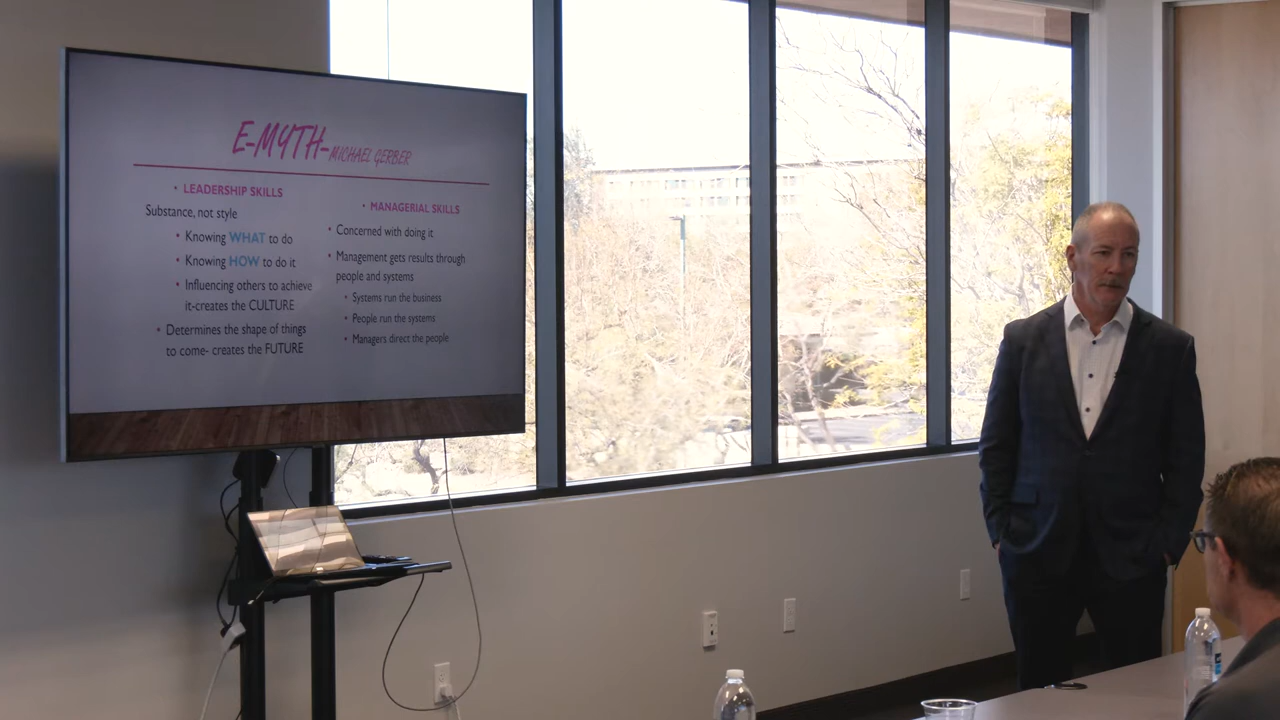 E-MYTH-MICHAEL GERBER
• LEADERSHIP SKILLS
Substance, not style
• Knowing WHAT to do
• Knowing HOW to do it
• Influencing others to achieve
it-creates the CULTURE
• Determines the shape of things
to come- creates the FUTURE
• MANAGERIAL SKILLS
• Concerned with doing it
• Management gets results through
people and systems
• Systems run the business
• People run the systems
• Managers direct the people